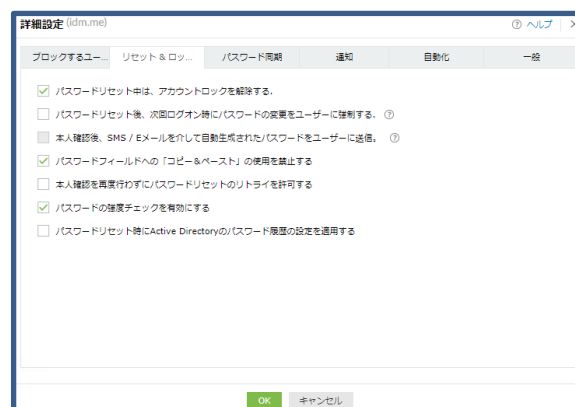 詳細設定 (idm.me) ヘルプ
ブロックするユー... リセット & ロッ... パスワード同期 通知 自動化 一般
パスワードリセット中は、アカウントロックを解除する.
パスワードリセット後、次回ログオン時にパスワードの変更をユーザーに強制する.
本人確認後、SMS / Eメールを介して自動生成されたパスワードをユーザーに送信。
パスワードフィールドへの「コピー&ペースト」の使用を禁止する
本人確認を再度行わずにパスワードリセットのリトライを許可する
パスワードの強度チェックを有効にする
パスワードリセット時にActive Directoryのパスワード履歴の設定を適用する
OK キャンセル